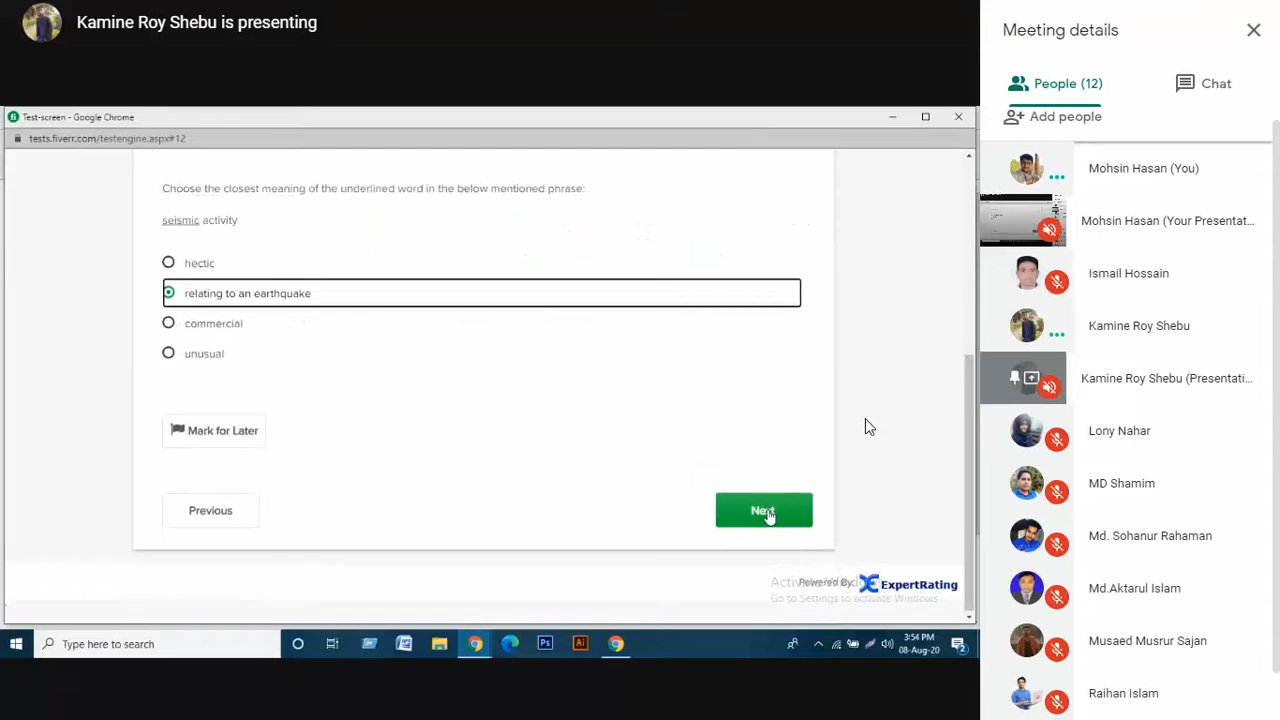 Kamine Roy Shebu is presenting
Test-screen - Google Chrome
tests.fiverr.com/testengine.aspx#12
Choose the closest meaning of the underlined word in the below mentioned phrase:
seismic activity
hectic
relating to an earthquake
commercial
unusual
Mark for Later
Previous
Next
Powered By
ExpertRating
Go to Settings to activate Windows.
Type here to search
Ps
Ai
3:54 PM
08-Aug-20
2
Meeting details
People (12)
Chat
Add people
Mohsin Hasan (You)
Mohsin Hasan (Your Presentat...
Ismail Hossain
Kamine Roy Shebu
Kamine Roy Shebu (Presentati...
Lony Nahar
MD Shamim
Md. Sohanur Rahaman
Md.Aktarul Islam
Musaed Musrur Sajan
Raihan Islam